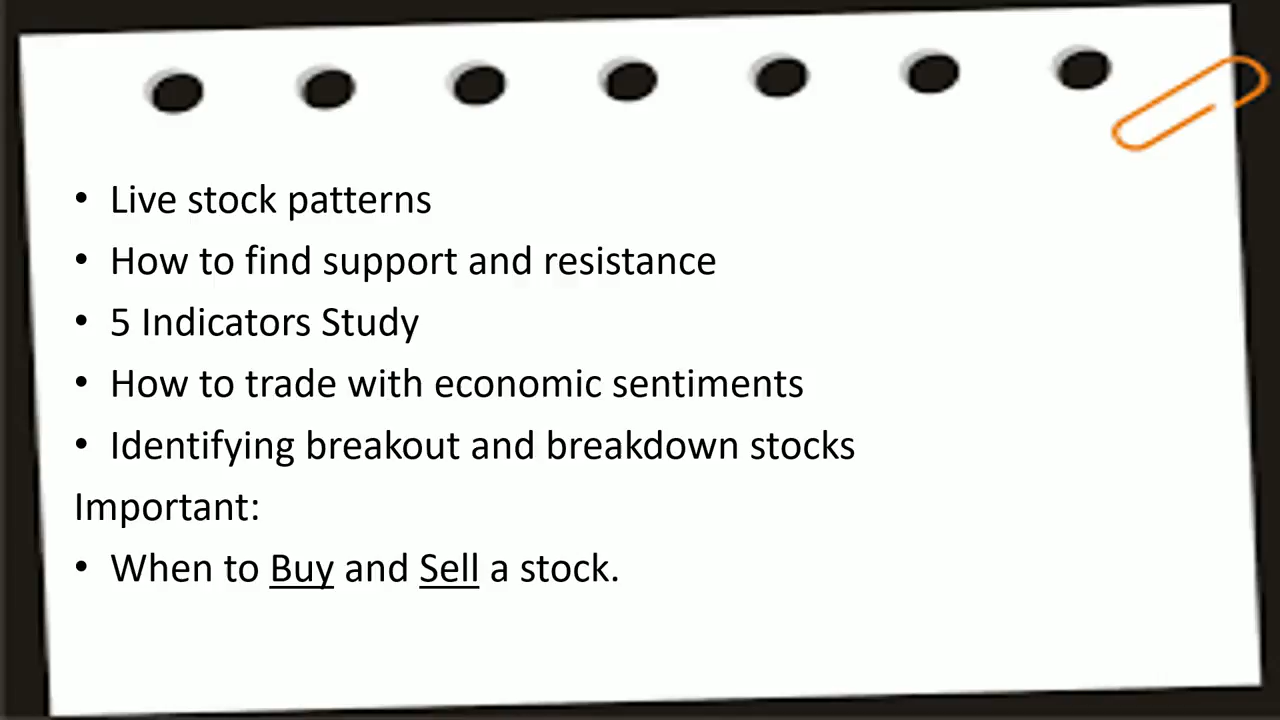 • Live stock patterns
• How to find support and resistance
• 5 Indicators Study
• How to trade with economic sentiments
• Identifying breakout and breakdown stocks
Important:
• When to Buy and Sell a stock.